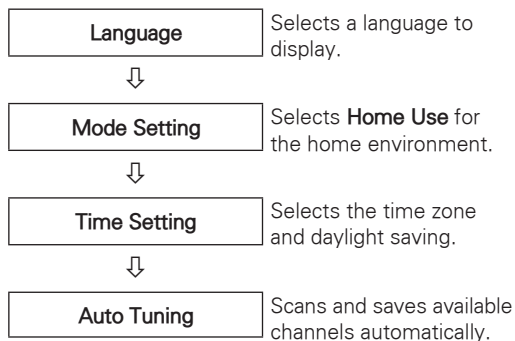 Language
Selects a language to
display.
Mode Setting
Selects Home Use for
the home environment.
Time Setting
Selects the time zone
and daylight saving.
Auto Tuning
Scans and saves available
channels automatically.